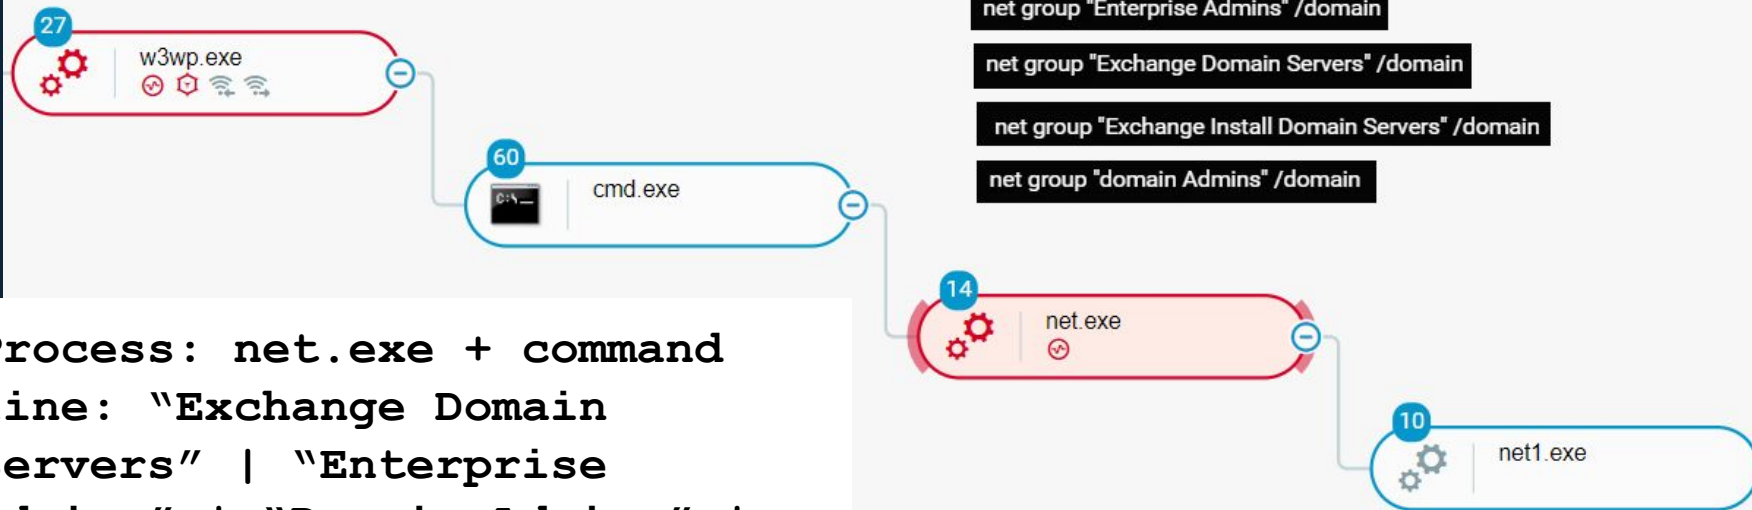 net group "Enterprise Admins" /domain
27
w3wp.exe
net group "Exchange Domain Servers" /domain
net group "Exchange Install Domain Servers" /domain
60
cmd.exe
C:\_
net group "domain Admins" /domain
14
net.exe
rocess: net.exe + command
ine: “Exchange Domain
ervers” | “Enterprise
10
net1.exe